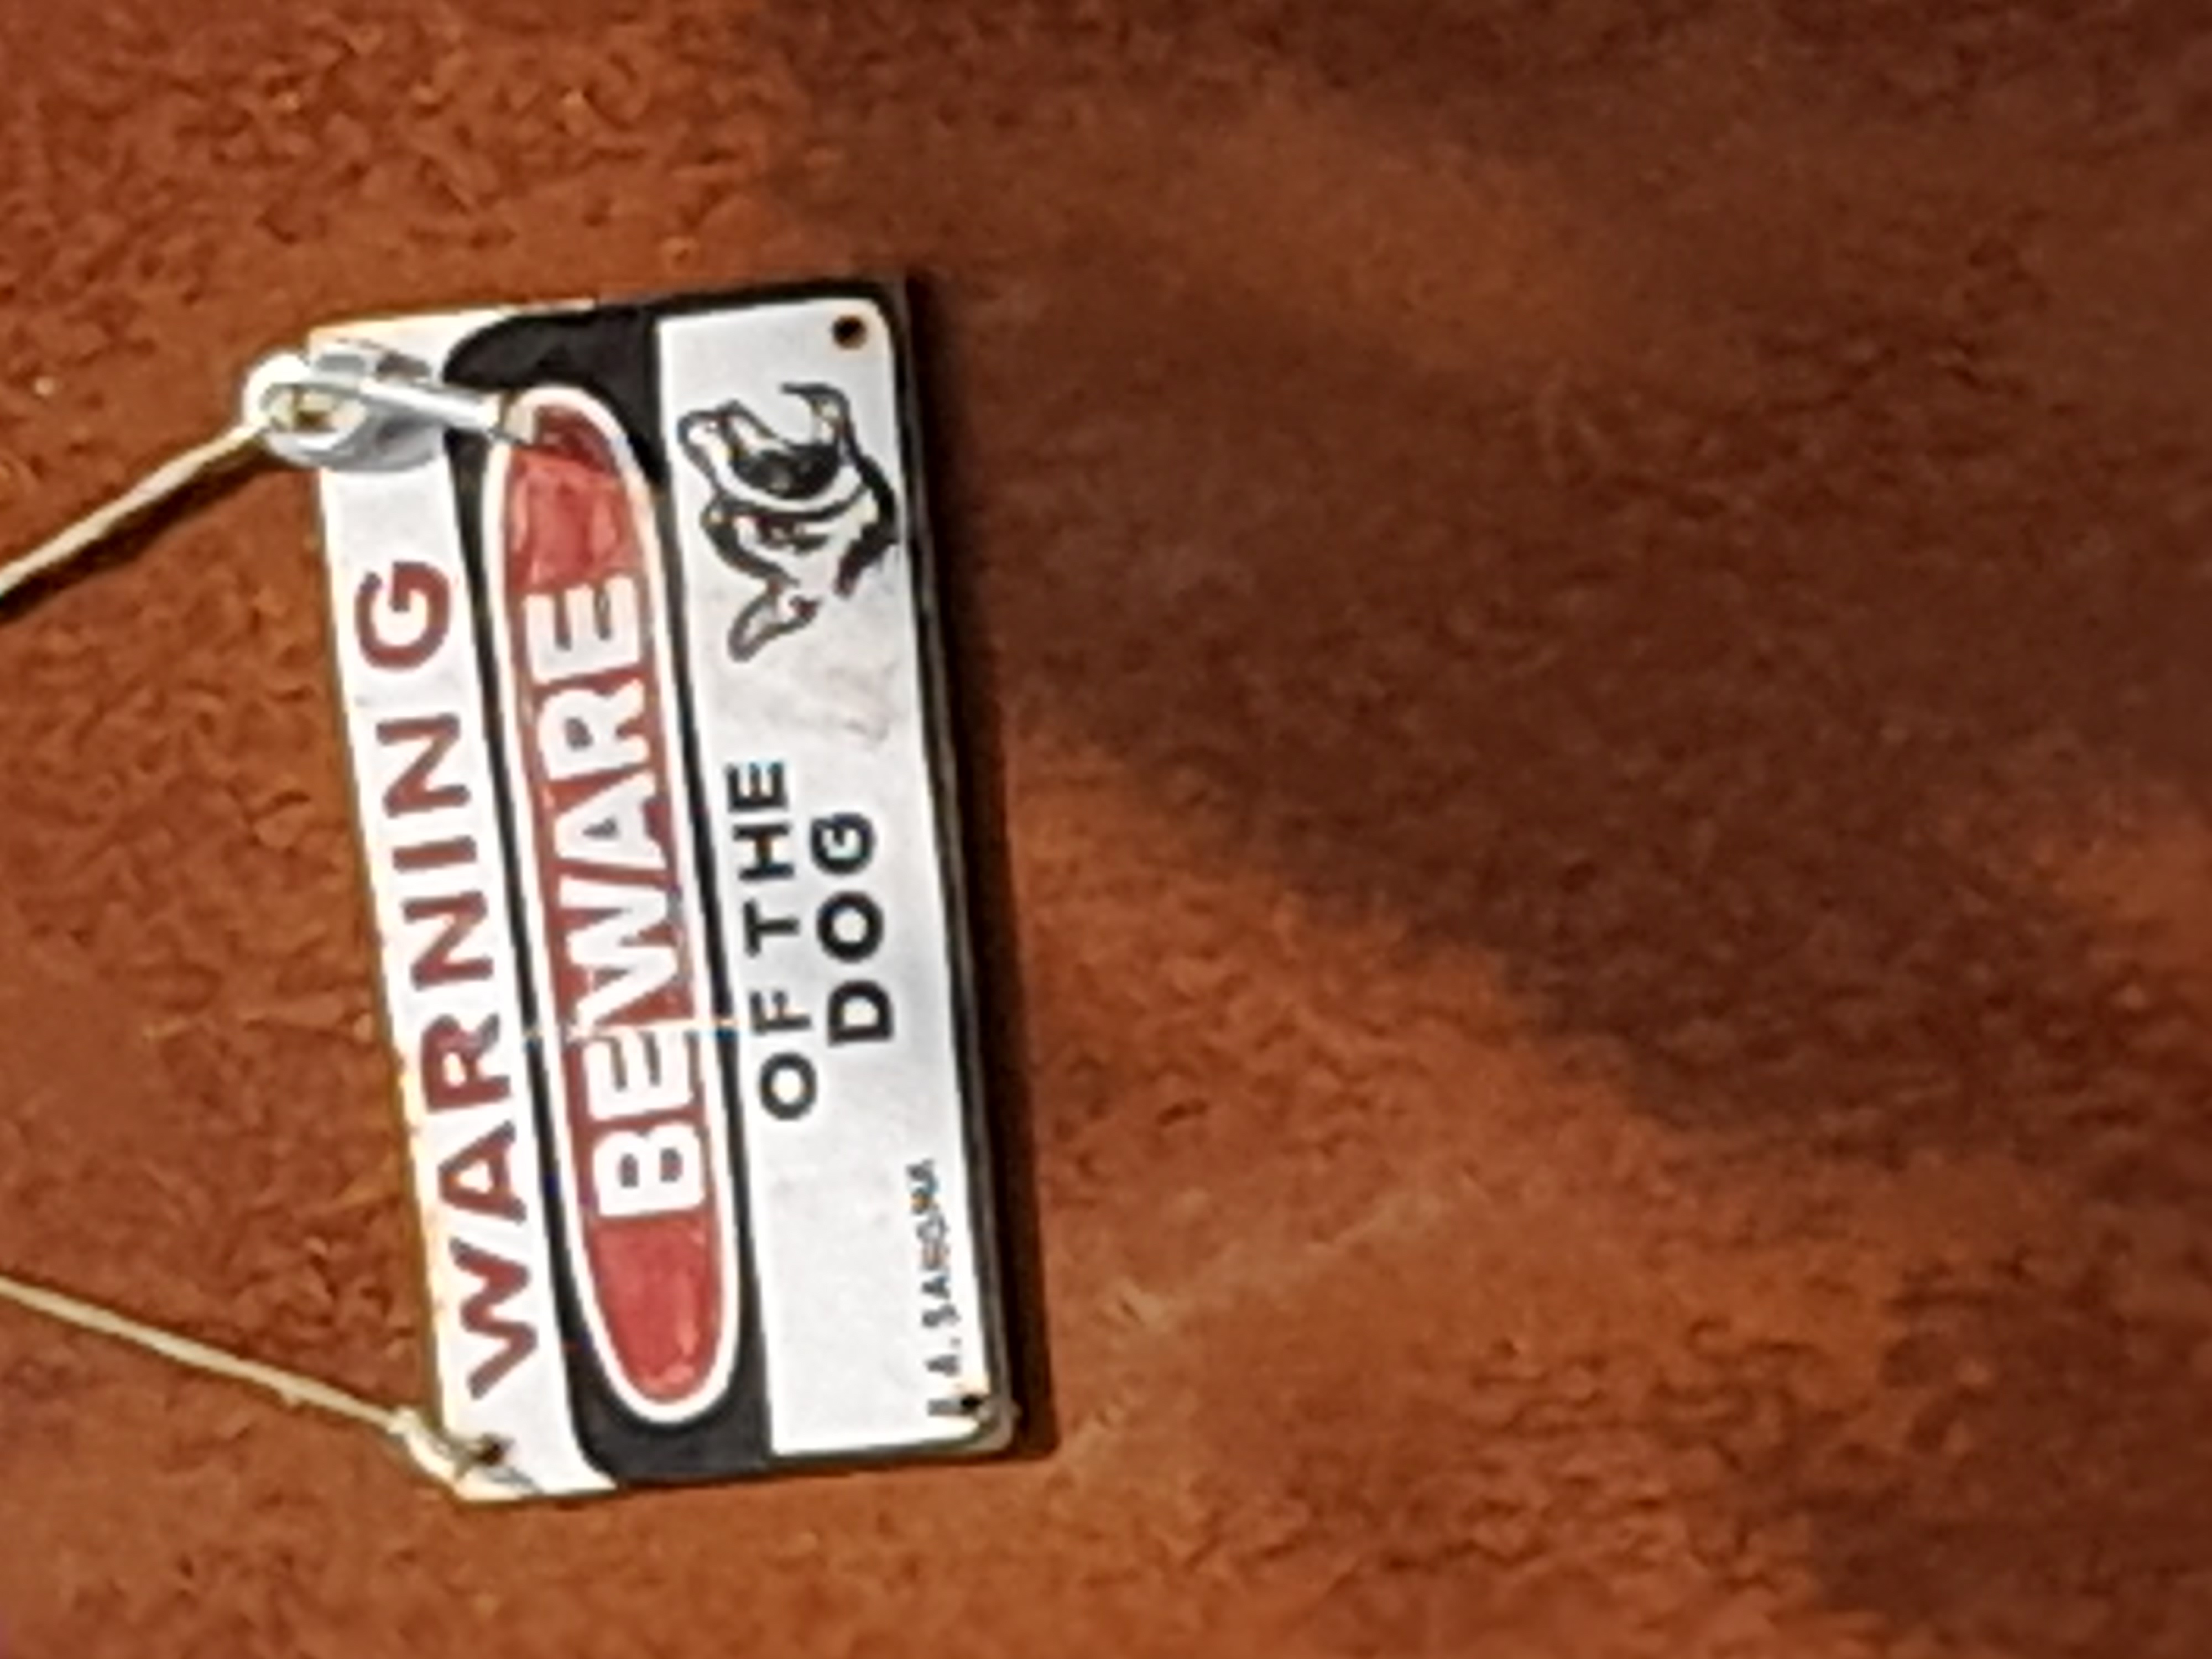 WARNING
BEWARE
OF THE
DOG